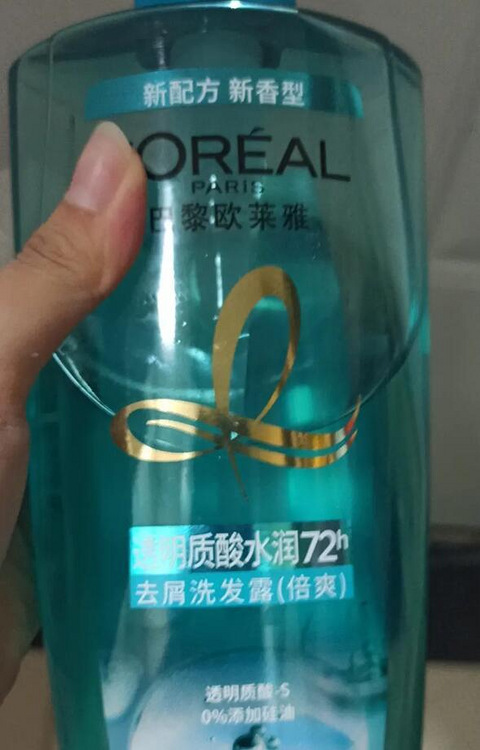 新配方 新香型
L'ORÉAL
PARIS
巴黎欧莱雅
透明质酸水润72h
去屑洗发露(倍爽)
透明质酸-S
0%添加硅油